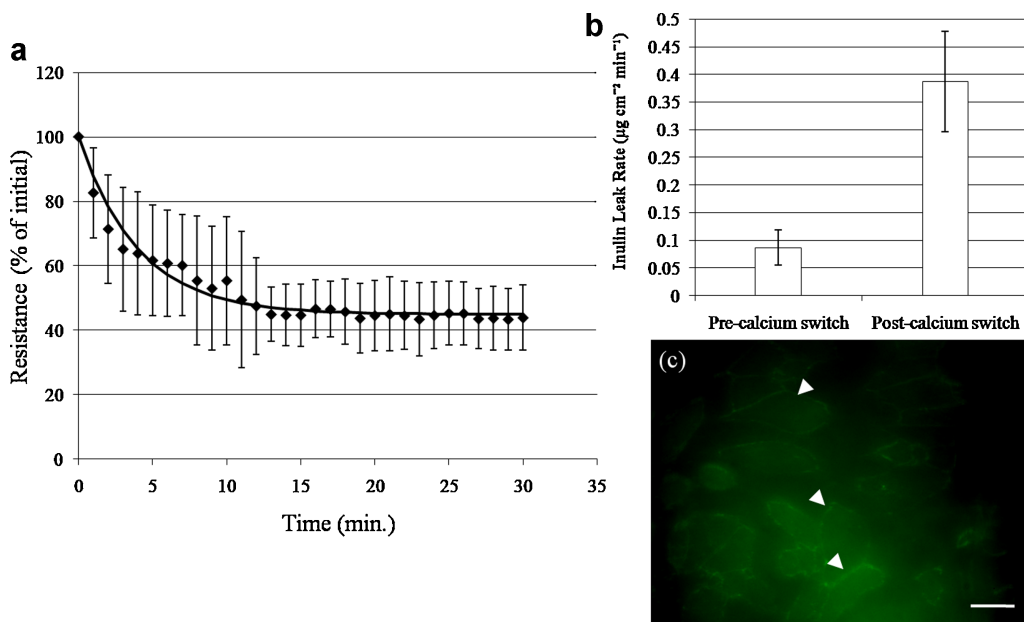 a
120
100
80
60
40
20
0
0 5 10 15 20 25 30 35
Resistance (% of initial)
Time (min.)
b
0.5
0.45
0.4
0.35
0.3
0.25
0.2
0.15
0.1
0.05
0
Inulin Leak Rate (µg cm⁻² min⁻¹)
Pre-calcium switch Post-calcium switch
(c)